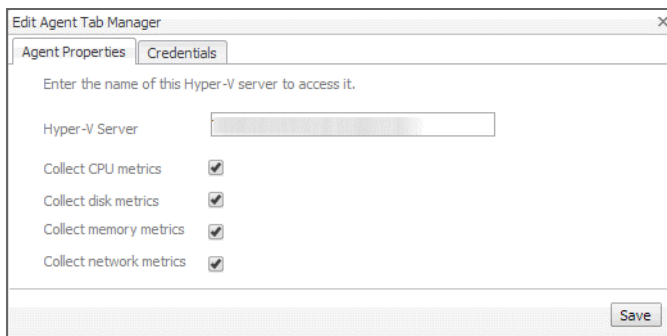 Edit Agent Tab Manager
Agent Properties Credentials
Enter the name of this Hyper-V server to access it.
Hyper-V Server
Collect CPU metrics
Collect disk metrics
Collect memory metrics
Collect network metrics
Save